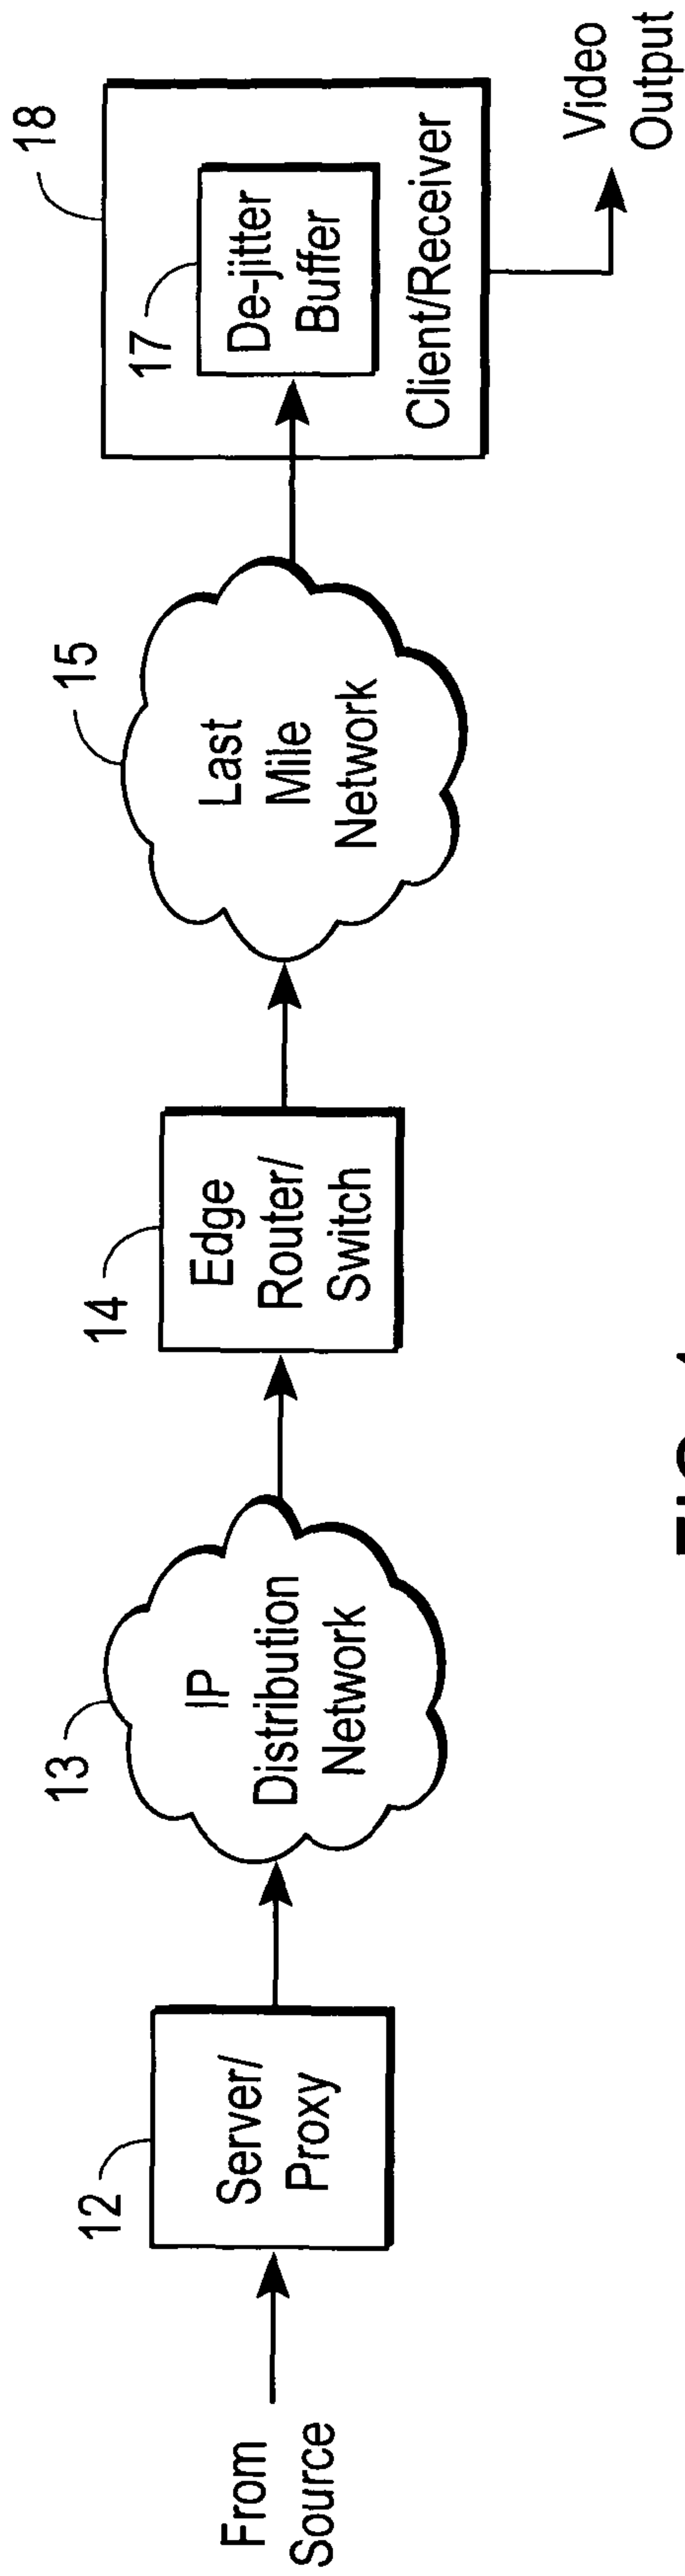 From
Source
12
Server/
Proxy
13
IP
Distribution
Network
14
Edge
Router/
Switch
15
Last
Mile
Network
18
17
De-jitter
Buffer
Client/Receiver
Video
Output